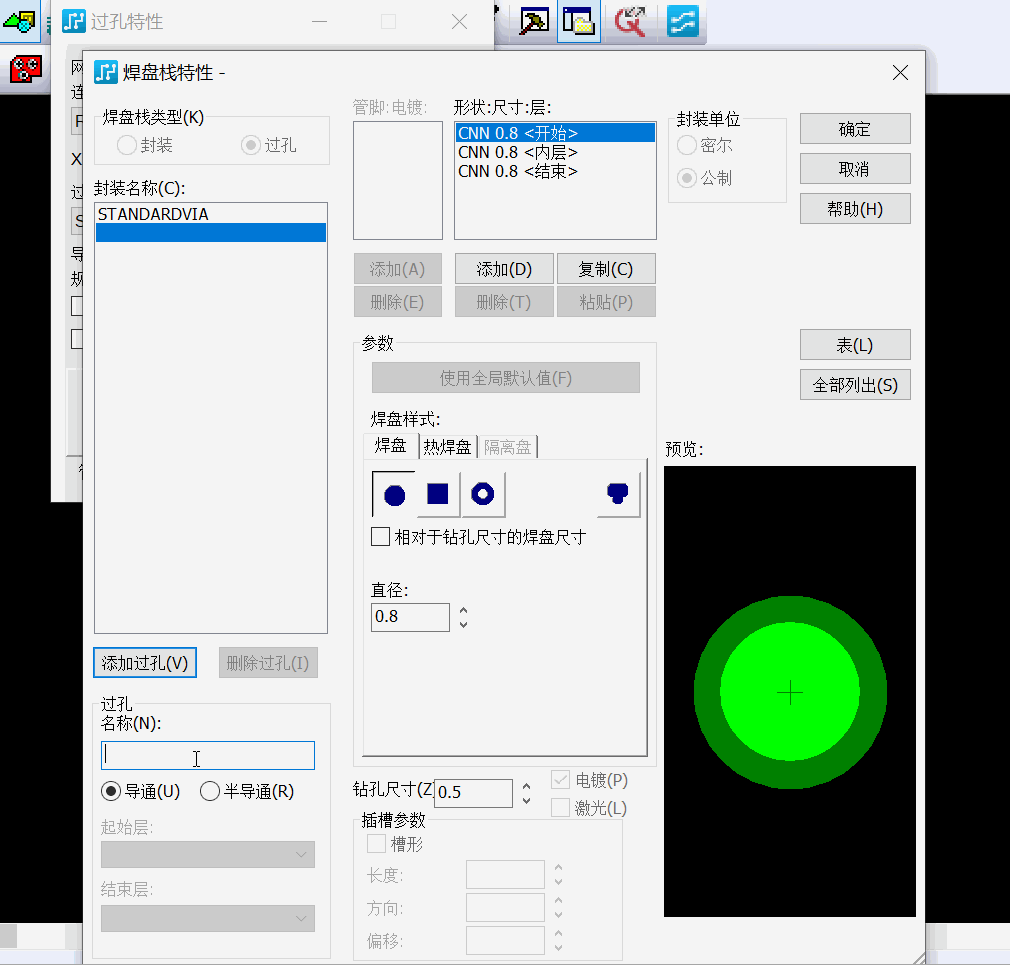 过孔特性
网
连
F
X
过
S
导
规
焊盘栈特性 -
焊盘栈类型(K)
封装
过孔
封装名称(C):
STANDARDVIA
添加过孔(V)
删除过孔(I)
过孔
名称(N):
导通(U)
半导通(R)
起始层:
结束层:
管脚:电镀:
形状:尺寸:层:
CNN 0.8 <开始>
CNN 0.8 <内层>
CNN 0.8 <结束>
添加(A)
添加(D)
复制(C)
删除(E)
删除(T)
粘贴(P)
参数
使用全局默认值(F)
焊盘样式:
焊盘
热焊盘
隔离盘
相对于钻孔尺寸的焊盘尺寸
直径:
0.8
钻孔尺寸(Z
0.5
电镀(P)
激光(L)
插槽参数
槽形
长度:
方向:
偏移:
封装单位
密尔
公制
确定
取消
帮助(H)
表(L)
全部列出(S)
预览: